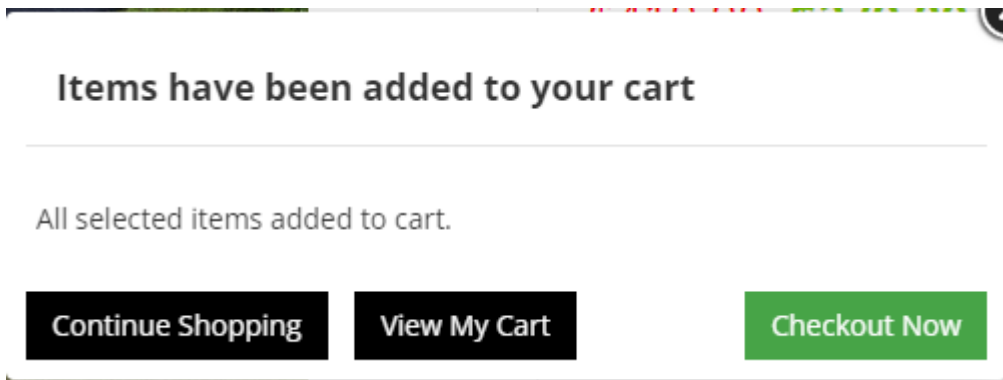 Items have been added to your cart
All selected items added to cart.
Continue Shopping
View My Cart
Checkout Now